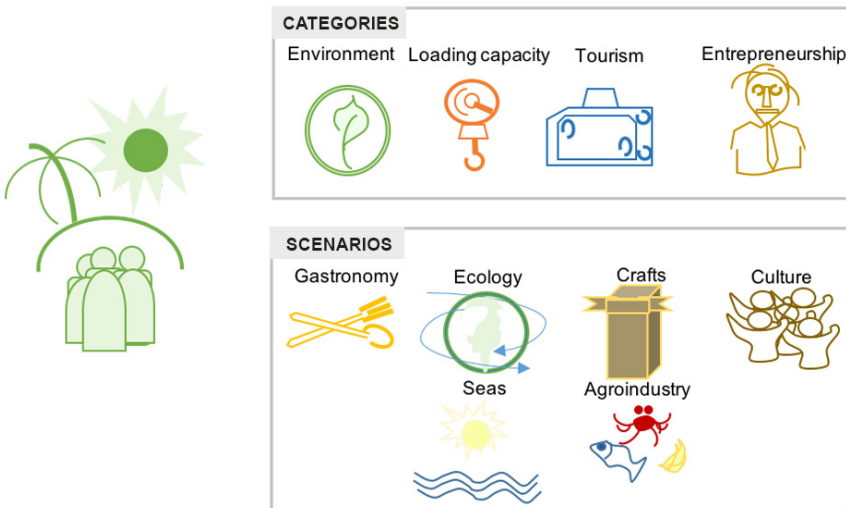 CATEGORIES
Environment
Loading capacity
Tourism
Entrepreneurship
SCENARIOS
Gastronomy
Ecology
Crafts
Culture
Seas
Agroindustry